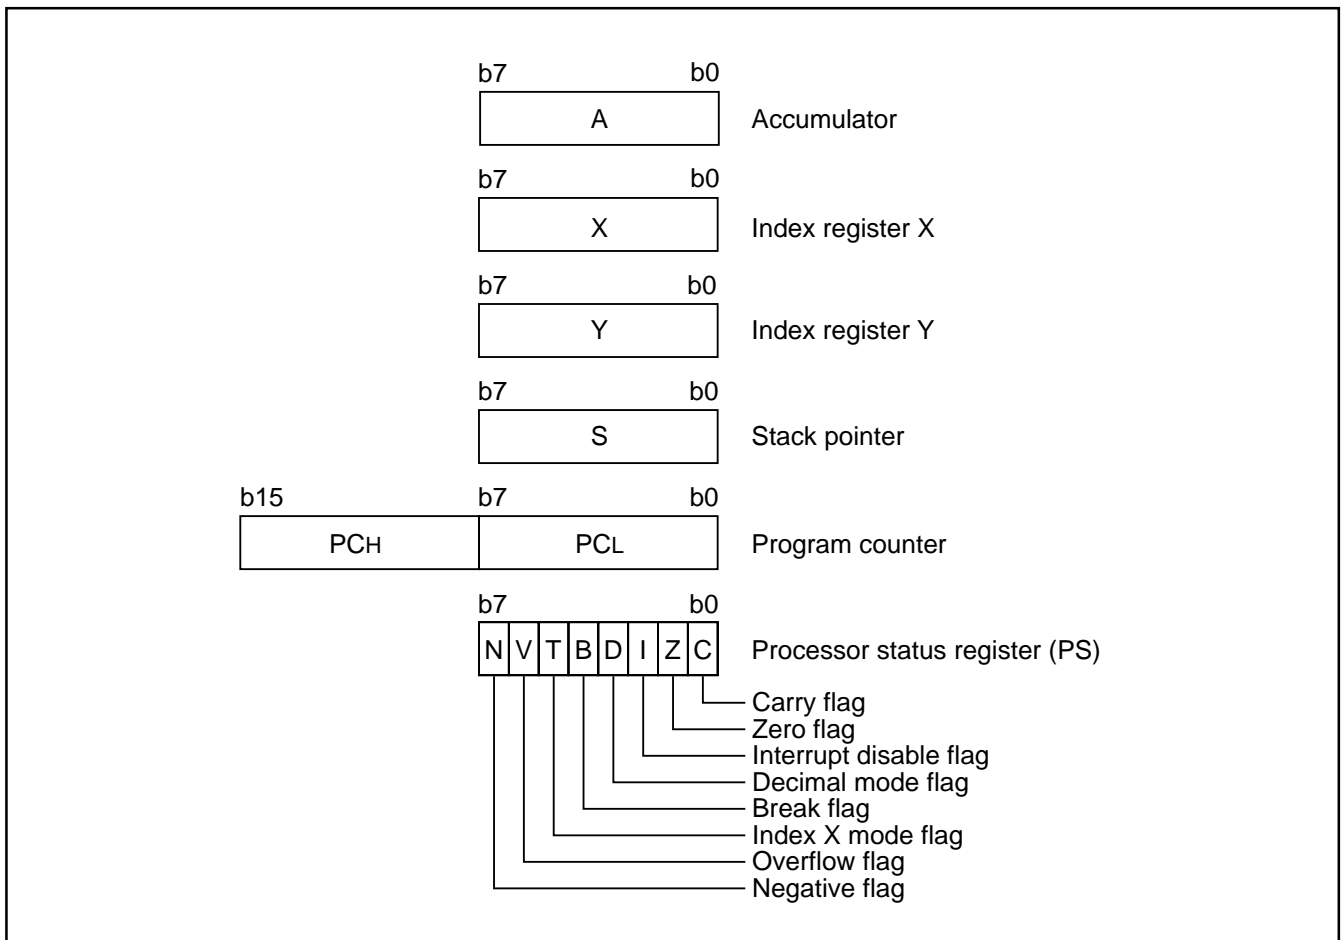 b7 b0
A Accumulator
b7 b0
X Index register X
b7 b0
Y Index register Y
b7 b0
S Stack pointer
b15 b7 b0
PCH PCL Program counter
b7 b0
N V T B D I Z C Processor status register (PS)
Carry flag
Zero flag
Interrupt disable flag
Decimal mode flag
Break flag
Index X mode flag
Overflow flag
Negative flag